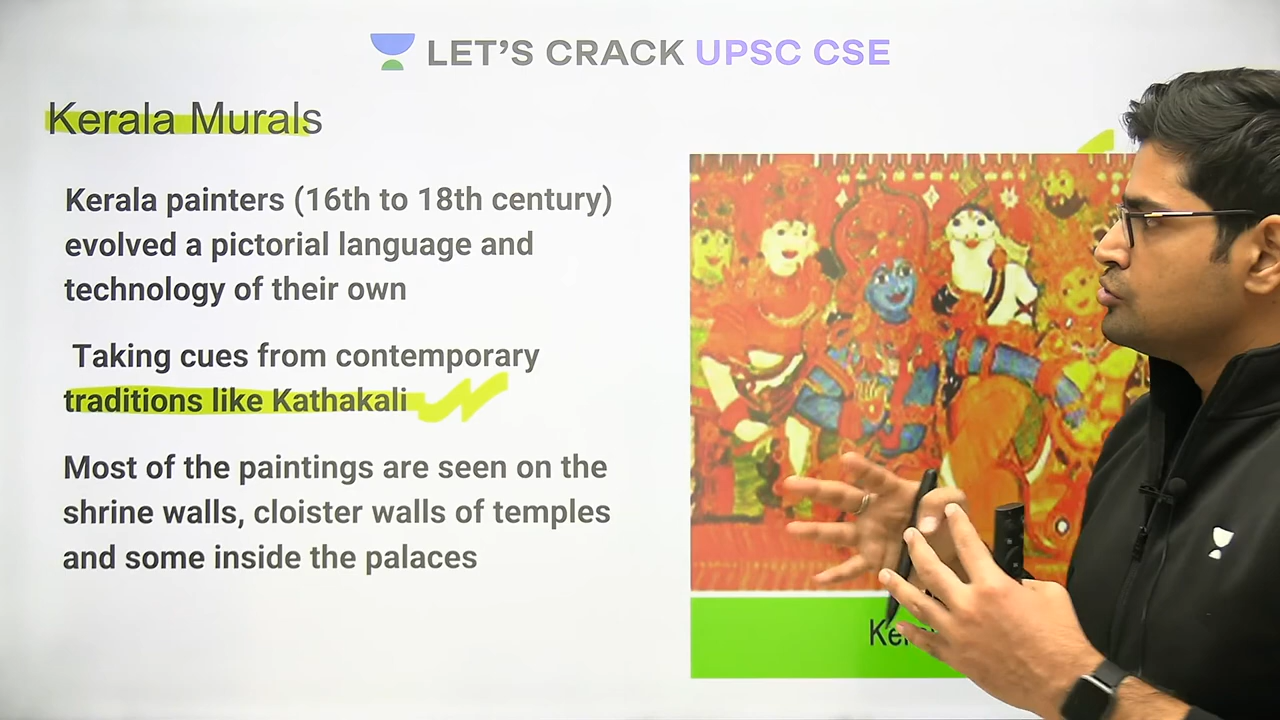 LET'S CRACK UPSC CSE
Kerala Murals
Kerala painters (16th to 18th century)
evolved a pictorial language and
technology of their own
Taking cues from contemporary
traditions like Kathakali
Most of the paintings are seen on the
shrine walls, cloister walls of temples
and some inside the palaces